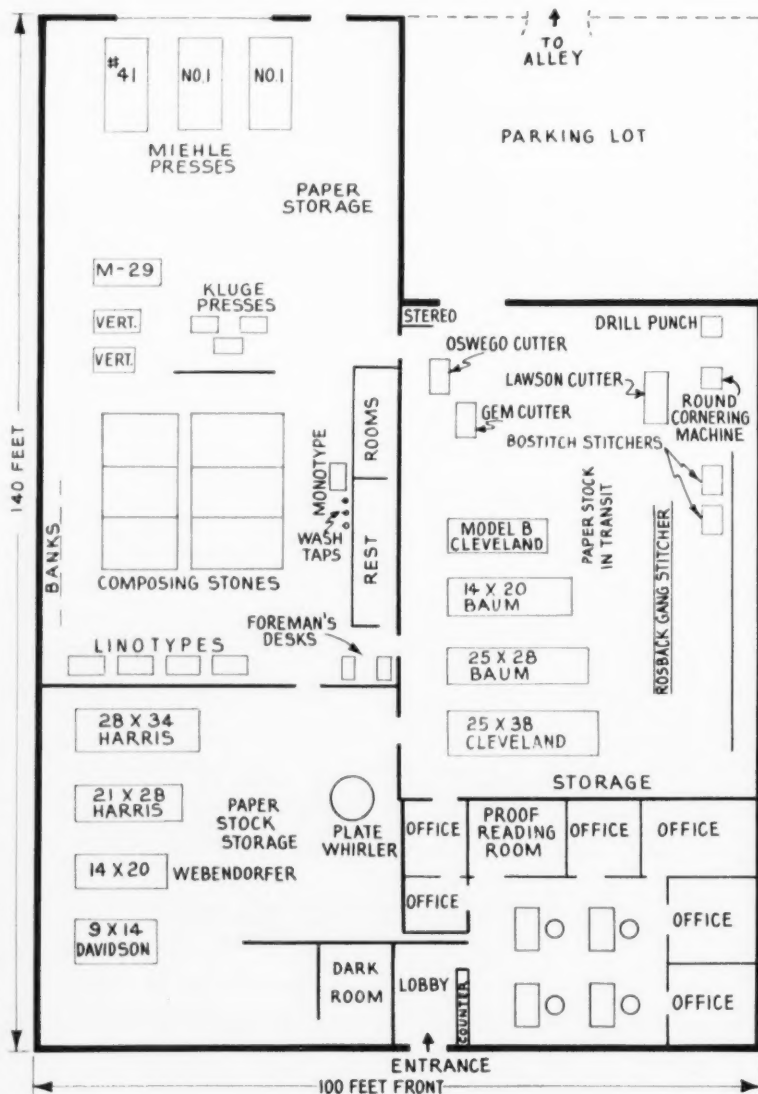 #41
NO.1
NO.1
MIEHLE
PRESSES
TO
ALLEY
PARKING LOT
PAPER
STORAGE
M-29
KLUGE
PRESSES
VERT.
VERT.
STEREO
OSWEGO CUTTER
GEM CUTTER
DRILL PUNCH
LAWSON CUTTER
ROUND
CORNERING
MACHINE
BOSTITCH STITCHERS
140 FEET
BANKS
COMPOSING STONES
MONOTYPE
WASH
TAPS
ROOMS
REST
PAPER STOCK
IN TRANSIT
MODEL B
CLEVELAND
14 X 20
BAUM
25 X 28
BAUM
25 X 38
CLEVELAND
ROSBACK GANG STITCHER
FOREMAN'S
DESKS
LINOTYPES
28 X 34
HARRIS
21 X 28
HARRIS
14 X 20
WEBENDORFER
9 X 14
DAVIDSON
PAPER
STOCK
STORAGE
PLATE
WHIRLER
STORAGE
OFFICE
PROOF
READING
ROOM
OFFICE
OFFICE
OFFICE
OFFICE
OFFICE
DARK
ROOM
LOBBY
COUNTER
ENTRANCE
100 FEET FRONT